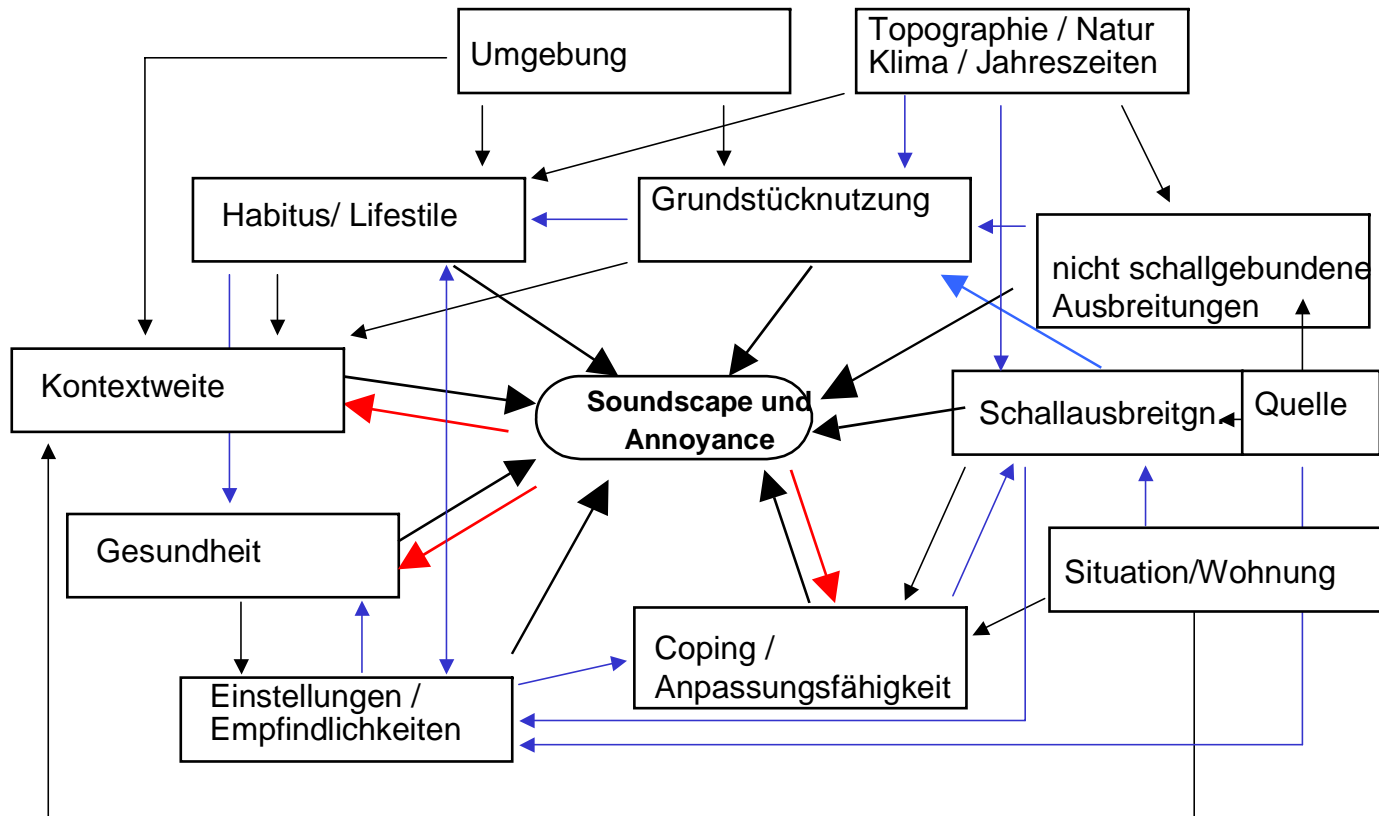 Umgebung
Topographie / Natur
Klima / Jahreszeiten
Habitus/ Lifestile
Grundstücknutzung
nicht schallgebundene
Ausbreitungen
Kontextweite
Soundscape und
Annoyance
Schallausbreitgn.
Quelle
Gesundheit
Situation/Wohnung
Coping /
Anpassungsfähigkeit
Einstellungen /
Empfindlichkeiten